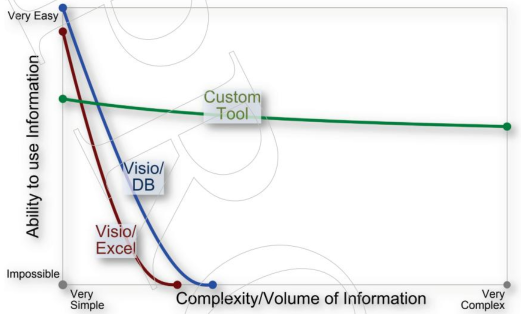 Very Easy
Ability to use Information
Custom
Tool
Visio/
DB
Visio/
Excel
Impossible
Very
Simple
Complexity/Volume of Information
Very
Complex